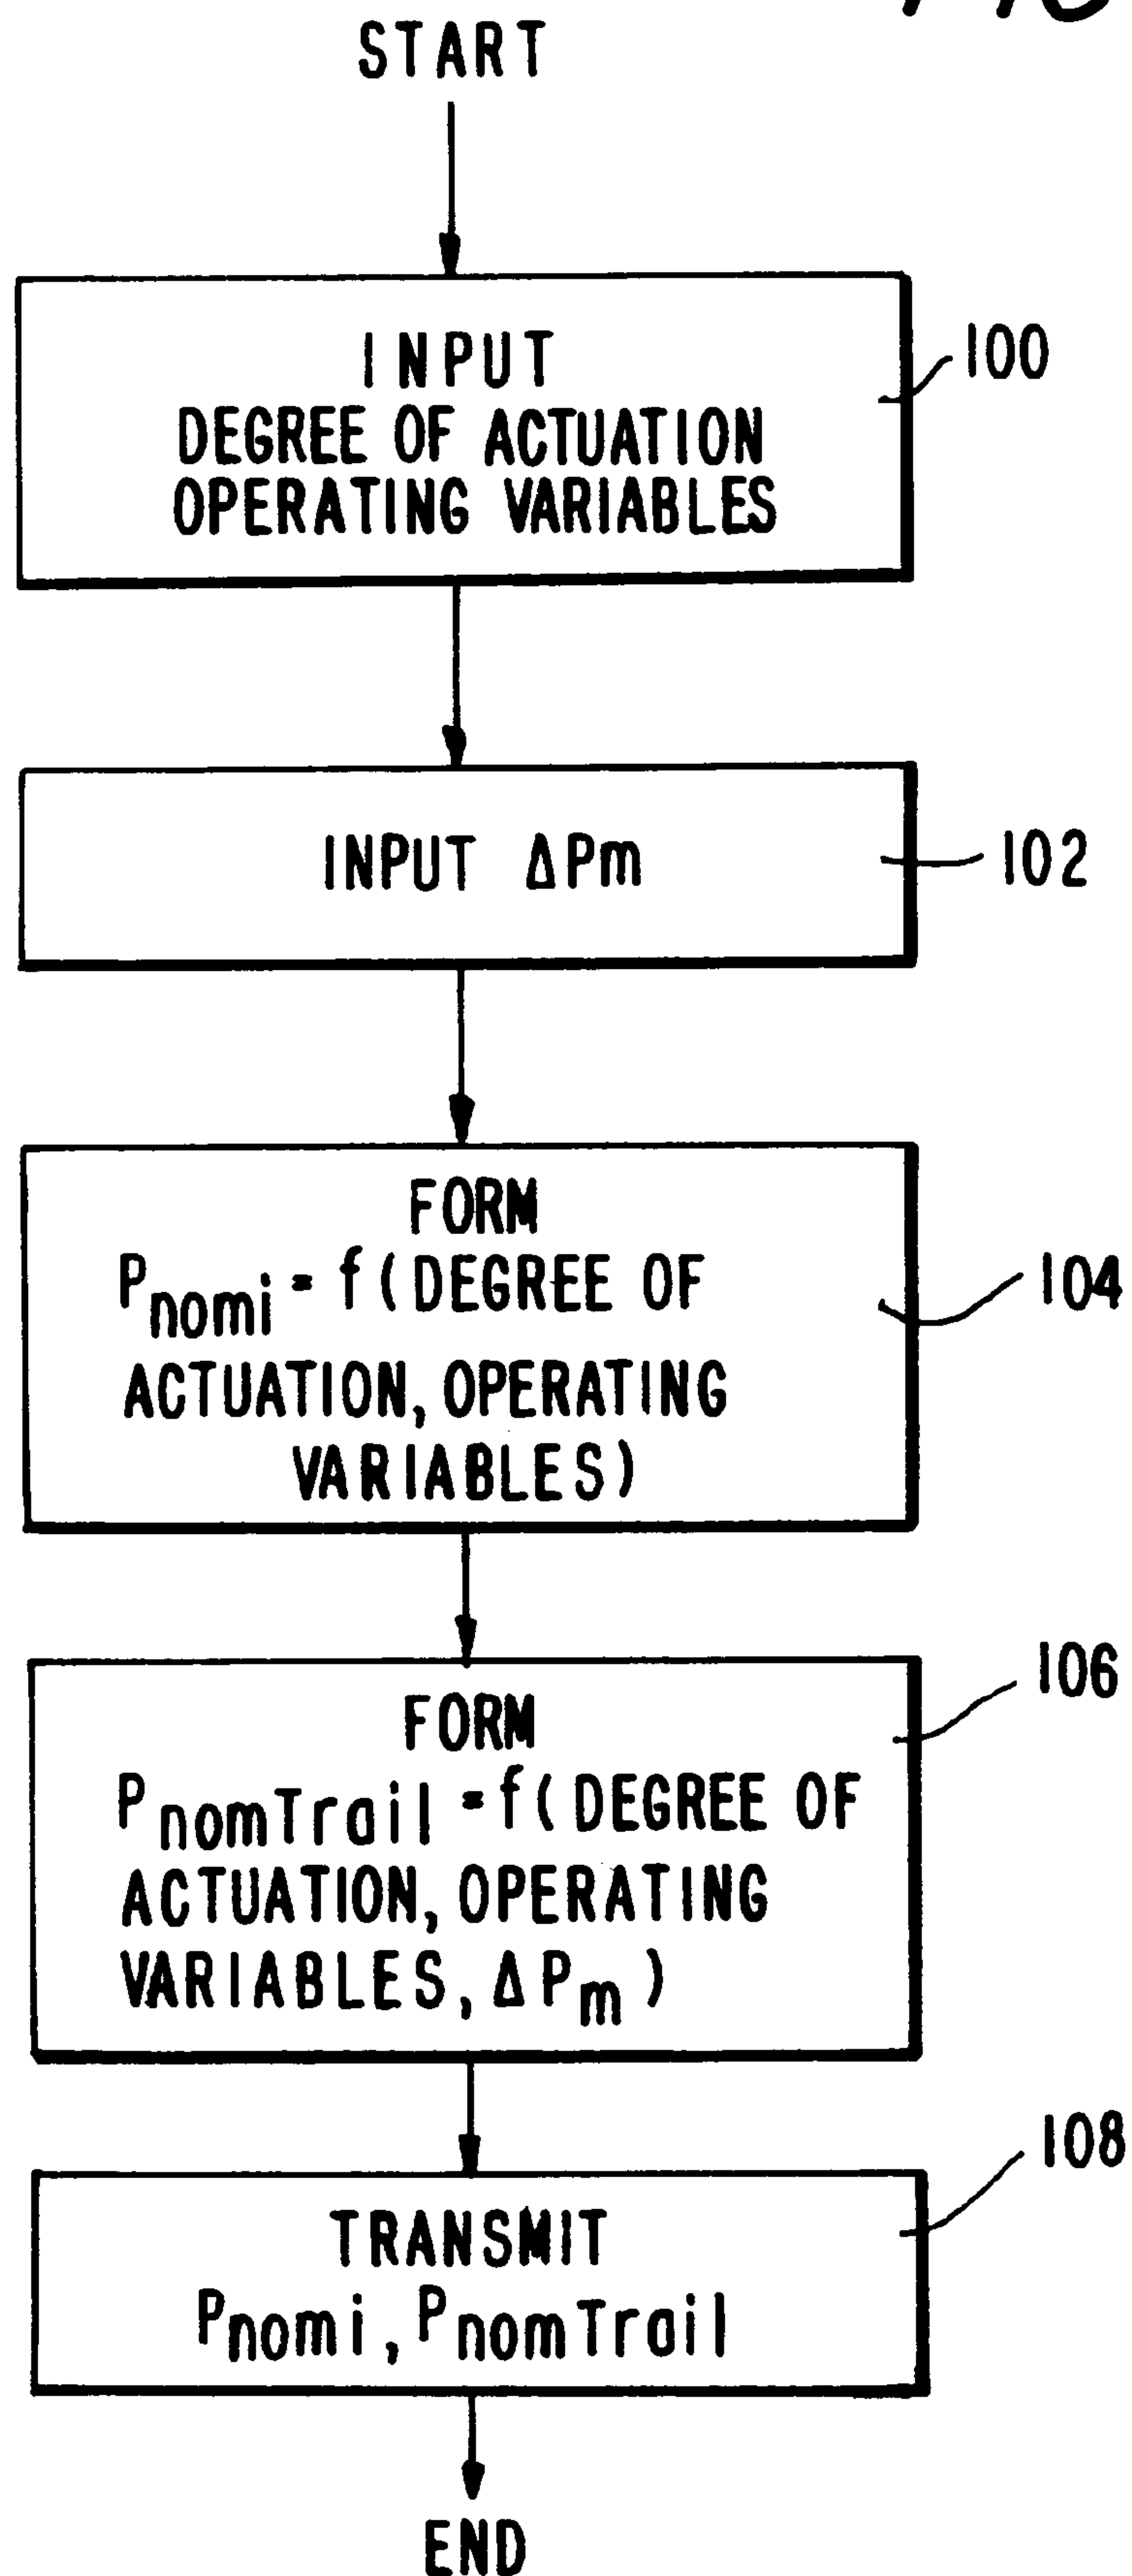 START
INPUT
DEGREE OF ACTUATION
OPERATING VARIABLES
100
INPUT ΔPm
102
FORM
Pnomi = f (DEGREE OF
ACTUATION, OPERATING
VARIABLES)
104
FORM
PnomTrail = f (DEGREE OF
ACTUATION, OPERATING
VARIABLES, ΔPm)
106
TRANSMIT
Pnomi, PnomTrail
108
END